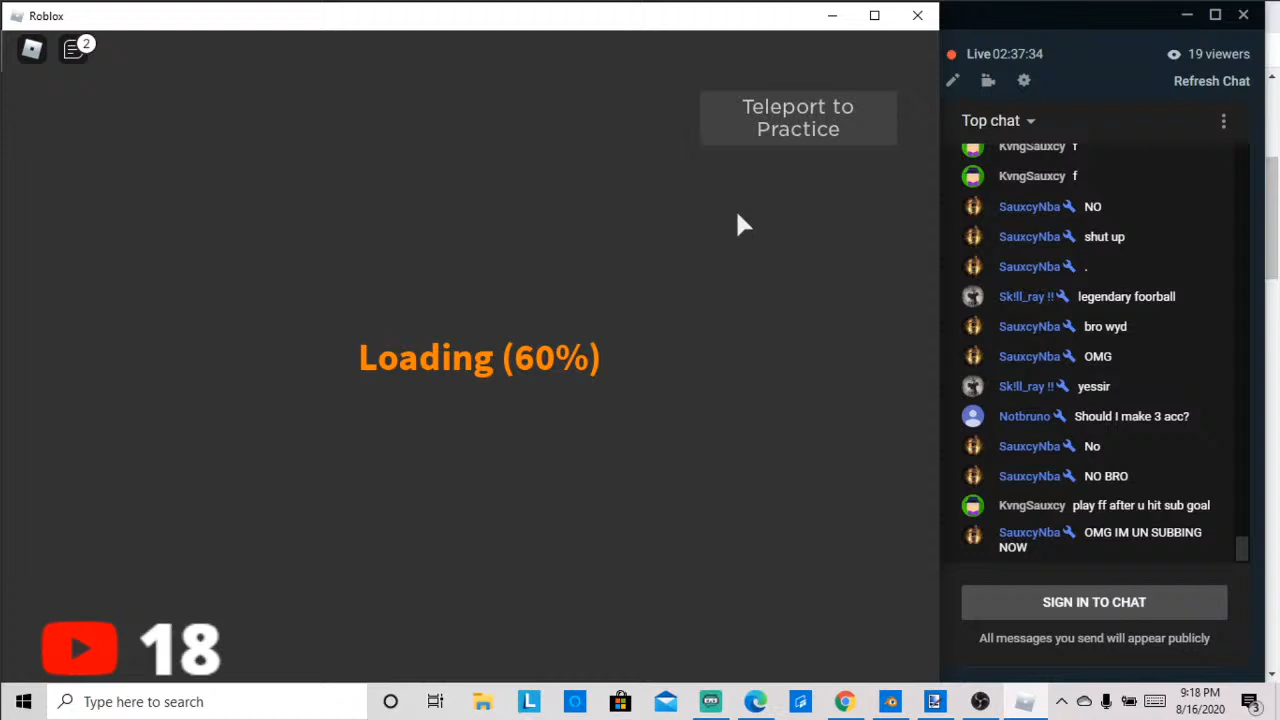 Roblox
2
Teleport to
Practice
Loading (60%)
18
Live 02:37:34
19 viewers
Refresh Chat
Top chat
KvngSauxcy f
KvngSauxcy f
SauxcyNba NO
SauxcyNba shut up
SauxcyNba .
Sk!ll_ray !! legendary foorball
SauxcyNba bro wyd
SauxcyNba OMG
Sk!ll_ray !! yessir
Notbruno Should I make 3 acc?
SauxcyNba No
SauxcyNba NO BRO
KvngSauxcy play ff after u hit sub goal
SauxcyNba OMG IM UN SUBBING
NOW
SIGN IN TO CHAT
All messages you send will appear publicly
Type here to search
L
9:18 PM
8/16/2020
3